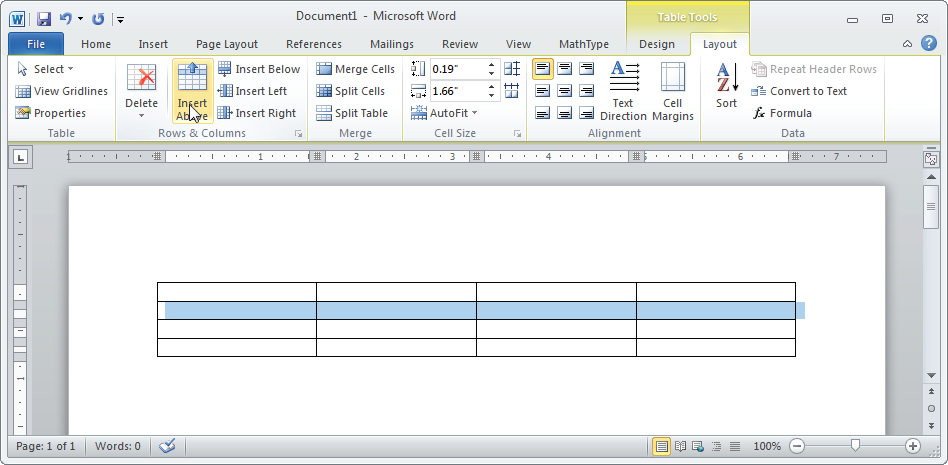 Document1 - Microsoft Word
Table Tools
File Home Insert Page Layout References Mailings Review View MathType Design Layout
Select
View Gridlines
Properties
Table
Delete
Insert
Above
Insert Below
Insert Left
Insert Right
Rows & Columns
Merge Cells
Split Cells
Split Table
Merge
0.19"
1.66"
AutoFit
Cell Size
Text
Direction
Cell
Margins
Alignment
Sort
Repeat Header Rows
Convert to Text
Formula
Data
1 1 2 3 4 5 6 7
1
1
Page: 1 of 1 Words: 0 100%